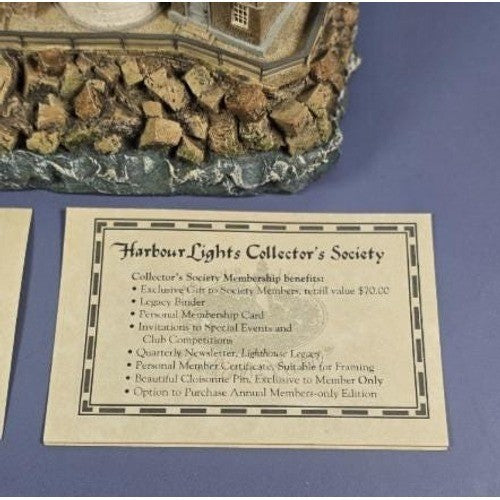 Harbour Lights Collector's Society
Collector's Society Membership benefits:
• Exclusive Gift to Society Members, retail value $70.00
• Legacy Binder
• Personal Membership Card
• Invitations to Special Events and
Club Competitions
• Quarterly Newsletter, Lighthouse Legacy
• Personal Member Certificate, Suitable for Framing
• Beautiful Cloisonne Pin, Exclusive to Member Only
• Option to Purchase Annual Members-only Edition